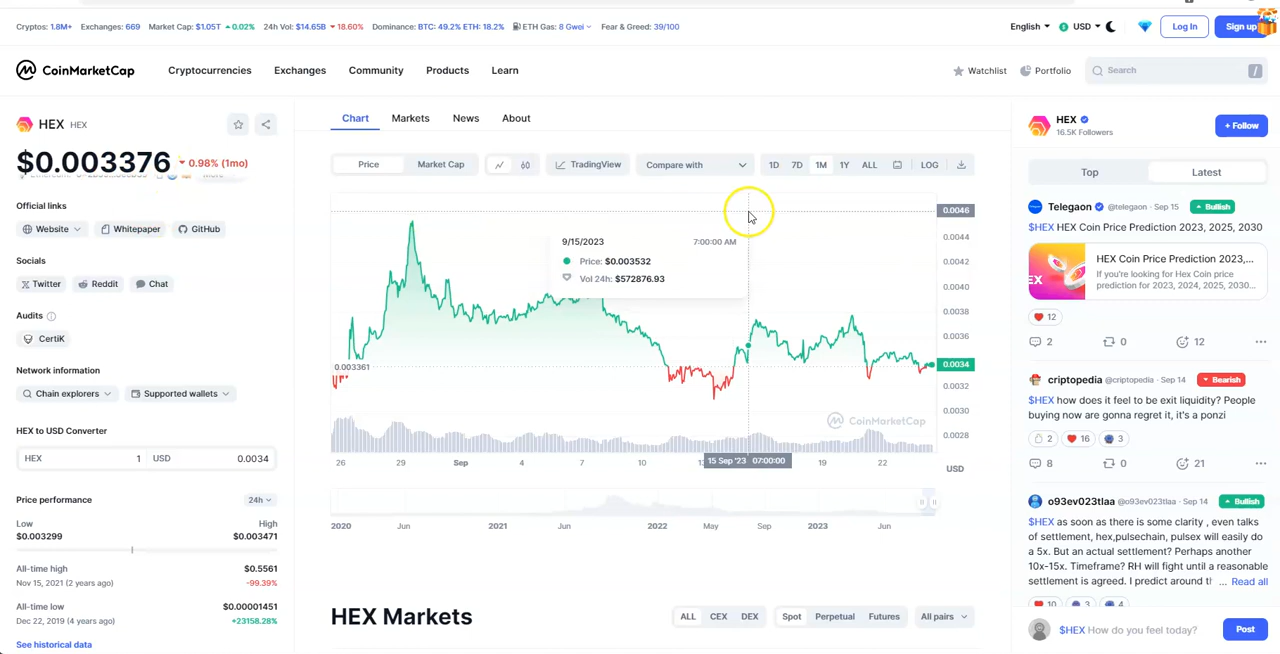 Cryptos: 1.8M+ Exchanges: 669 Market Cap: $1.05T 0.02% 24h Vol: $14.65B 18.60% Dominance: BTC: 49.2% ETH: 18.2% ETH Gas: 8 Gwei Fear & Greed: 39/100
English USD Log In Sign up
CoinMarketCap Cryptocurrencies Exchanges Community Products Learn Watchlist Portfolio Search /
HEX HEX
$0.003376 0.98% (1mo)
Official links
Website Whitepaper GitHub
Socials
Twitter Reddit Chat
Audits
CertiK
Network information
Chain explorers Supported wallets
HEX to USD Converter
HEX 1 USD 0.0034
Price performance 24h
Low High
$0.003299 $0.003471
All-time high $0.5561
Nov 15, 2021 (2 years ago) -99.39%
All-time low $0.00001451
Dec 22, 2019 (4 years ago) +23158.28%
See historical data
Chart Markets News About
Price Market Cap TradingView Compare with 1D 7D 1M 1Y ALL LOG
9/15/2023 7:00:00 AM
Price: $0.003532
Vol 24h: $572876.93
0.0046
0.0044
0.0042
0.0040
0.0038
0.0036
0.0034
0.0032
0.0030
0.0028
0.003361
CoinMarketCap
26 29 Sep 4 7 10 15 Sep '23 07:00:00 19 22 USD
2020 Jun 2021 Jun 2022 May Sep 2023 Jun
HEX Markets ALL CEX DEX Spot Perpetual Futures All pairs
HEX
16.5K Followers
+ Follow
Top Latest
Telegaon @telegaon · Sep 15 Bullish
$HEX HEX Coin Price Prediction 2023, 2025, 2030
HEX Coin Price Prediction 2023,...
If you're looking for Hex Coin price
prediction for 2023, 2024, 2025, 2030...
12
2 0 12
criptopedia @criptopedia · Sep 14 Bearish
$HEX how does it feel to be exit liquidity? People
buying now are gonna regret it, it's a ponzi
2 16 3
8 0 21
o93ev023tlaa @o93ev023tlaa · Sep 14 Bullish
$HEX as soon as there is some clarity , even talks
of settlement, hex,pulsechain, pulsex will easily do
a 5x. But an actual settlement? Perhaps another
10x-15x. Timeframe? RH will fight until a reasonable
settlement is agreed. I predict around ... Read all
10 3 4
$HEX How do you feel today? Post